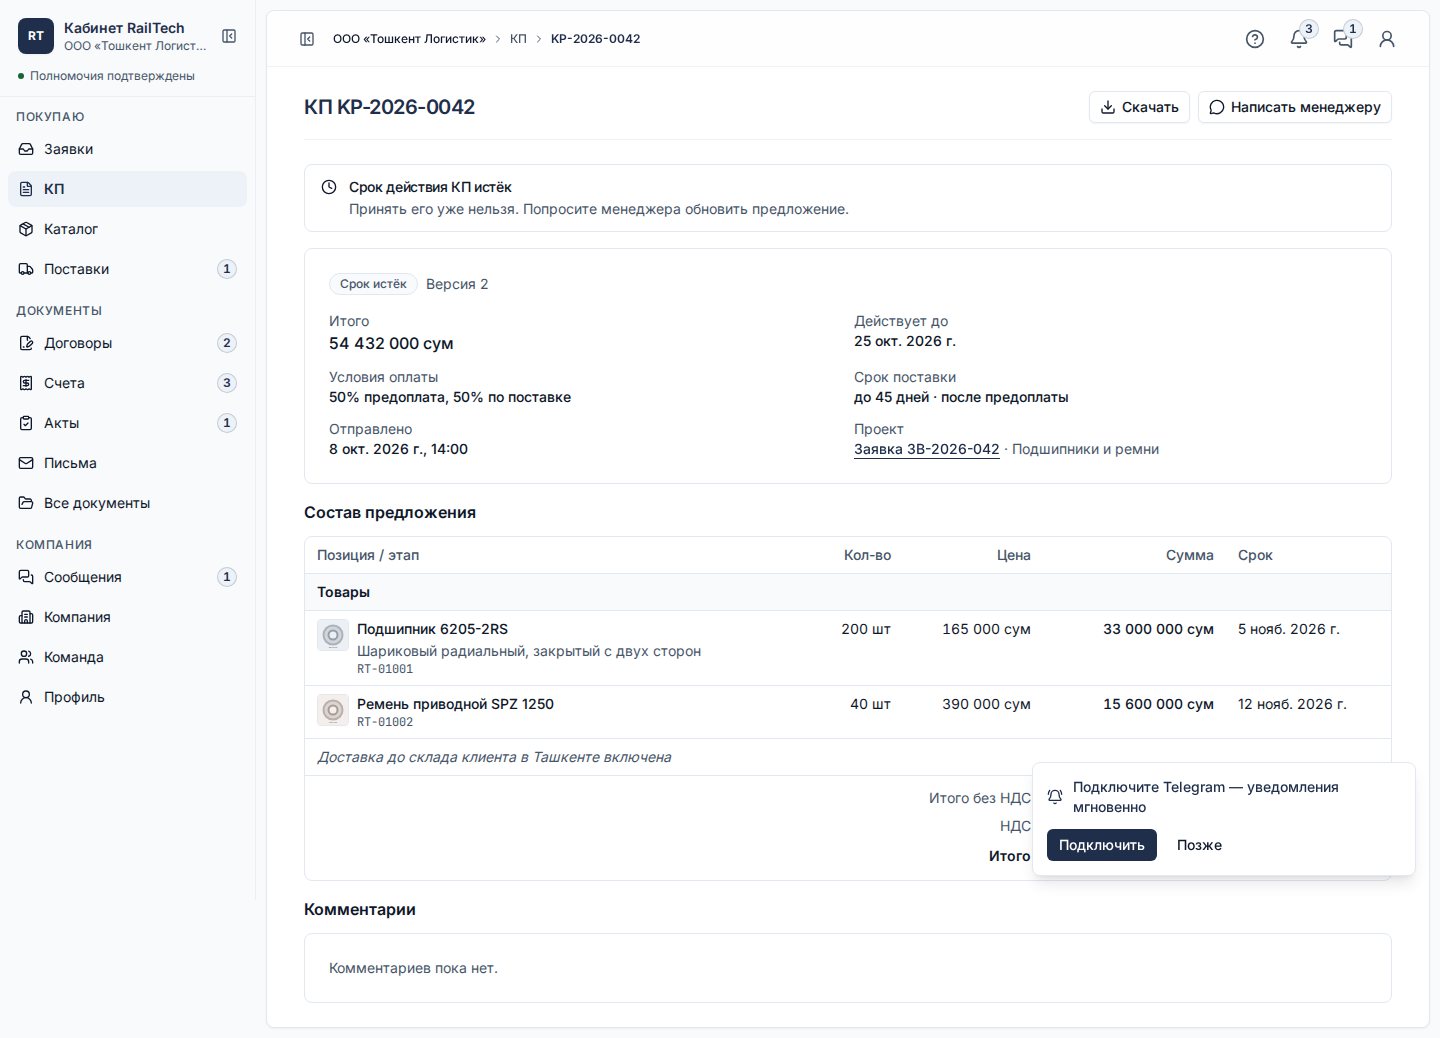 RT
Кабинет RailTech
ООО «Тошкент Логист...
Полномочия подтверждены
ПОКУПАЮ
Заявки
КП
Каталог
Поставки 1
ДОКУМЕНТЫ
Договоры 2
Счета 3
Акты 1
Письма
Все документы
КОМПАНИЯ
Сообщения 1
Компания
Команда
Профиль
ООО «Тошкент Логистик» > КП > KP-2026-0042
3 1
КП KP-2026-0042
Скачать
Написать менеджеру
Срок действия КП истёк
Принять его уже нельзя. Попросите менеджера обновить предложение.
Срок истёк Версия 2
Итого
54 432 000 сум
Действует до
25 окт. 2026 г.
Условия оплаты
50% предоплата, 50% по поставке
Срок поставки
до 45 дней · после предоплаты
Отправлено
8 окт. 2026 г., 14:00
Проект
Заявка ЗВ-2026-042 · Подшипники и ремни
Состав предложения
Позиция / этап Кол-во Цена Сумма Срок
Товары
Подшипник 6205-2RS 200 шт 165 000 сум 33 000 000 сум 5 нояб. 2026 г.
Шариковый радиальный, закрытый с двух сторон
RT-01001
Ремень приводной SPZ 1250 40 шт 390 000 сум 15 600 000 сум 12 нояб. 2026 г.
RT-01002
Доставка до склада клиента в Ташкенте включена
Итого без НДС
НДС
Итого
Подключите Telegram — уведомления
мгновенно
Подключить Позже
Комментарии
Комментариев пока нет.